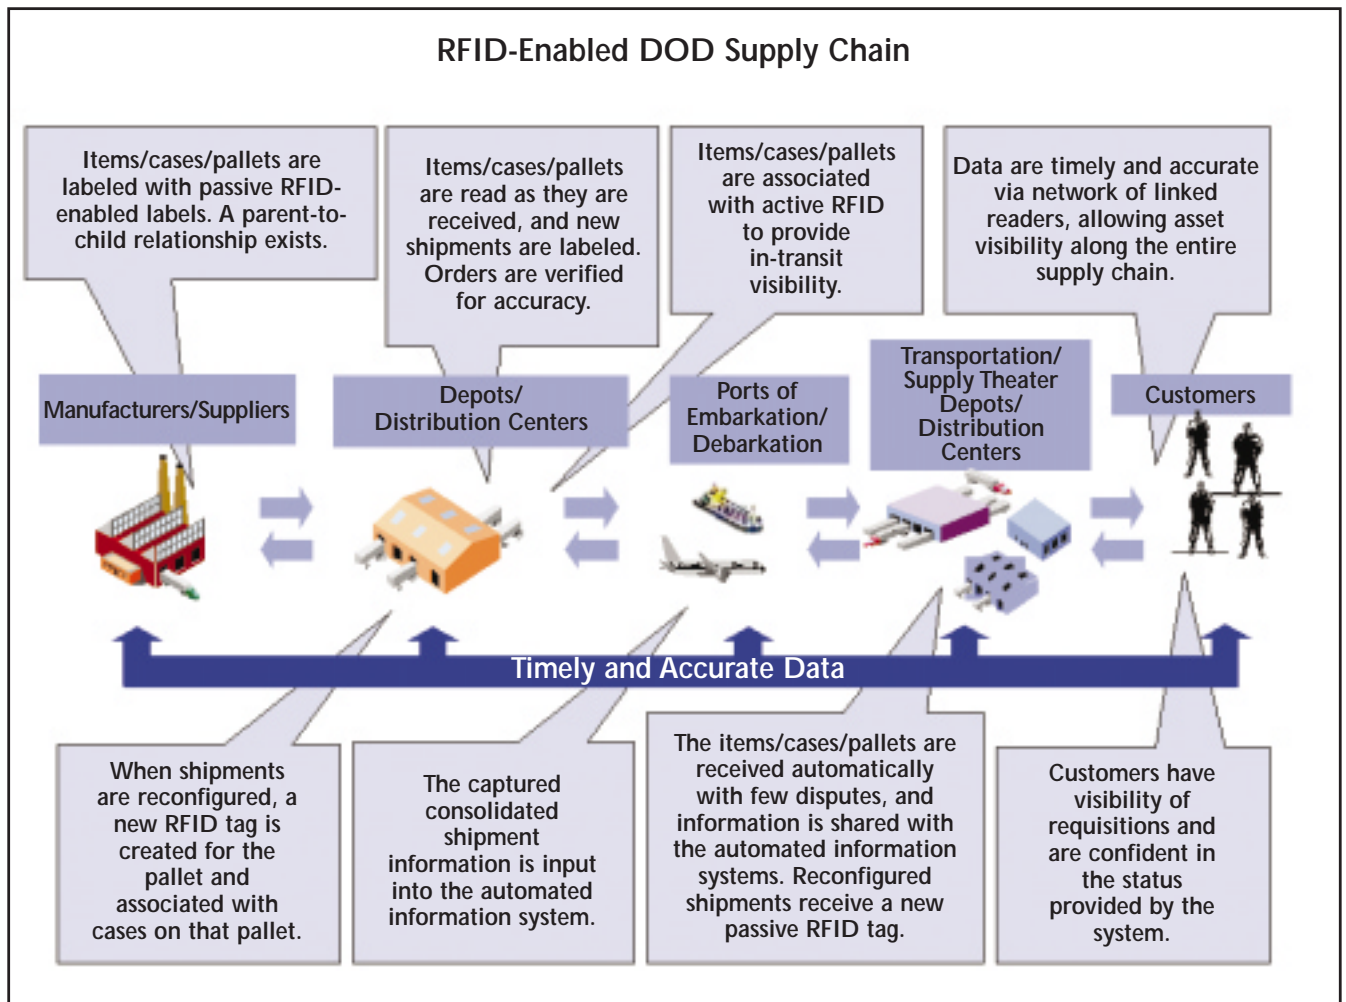 RFID-Enabled DOD Supply Chain
Items/cases/pallets are
labeled with passive RFID-
enabled labels. A parent-to-
child relationship exists.
Items/cases/pallets
are read as they are
received, and new
shipments are labeled.
Orders are verified
for accuracy.
Items/cases/pallets
are associated
with active RFID
to provide
in-transit
visibility.
Data are timely and accurate
via network of linked
readers, allowing asset
visibility along the entire
supply chain.
Manufacturers/Suppliers
Depots/
Distribution Centers
Ports of
Embarkation/
Debarkation
Transportation/
Supply Theater
Depots/
Distribution
Centers
Customers
Timely and Accurate Data
When shipments
are reconfigured, a
new RFID tag is
created for the
pallet and
associated with
cases on that pallet.
The captured
consolidated
shipment
information is input
into the automated
information system.
The items/cases/pallets are
received automatically
with few disputes, and
information is shared with
the automated information
systems. Reconfigured
shipments receive a new
passive RFID tag.
Customers have
visibility of
requisitions and
are confident in
the status
provided by the
system.